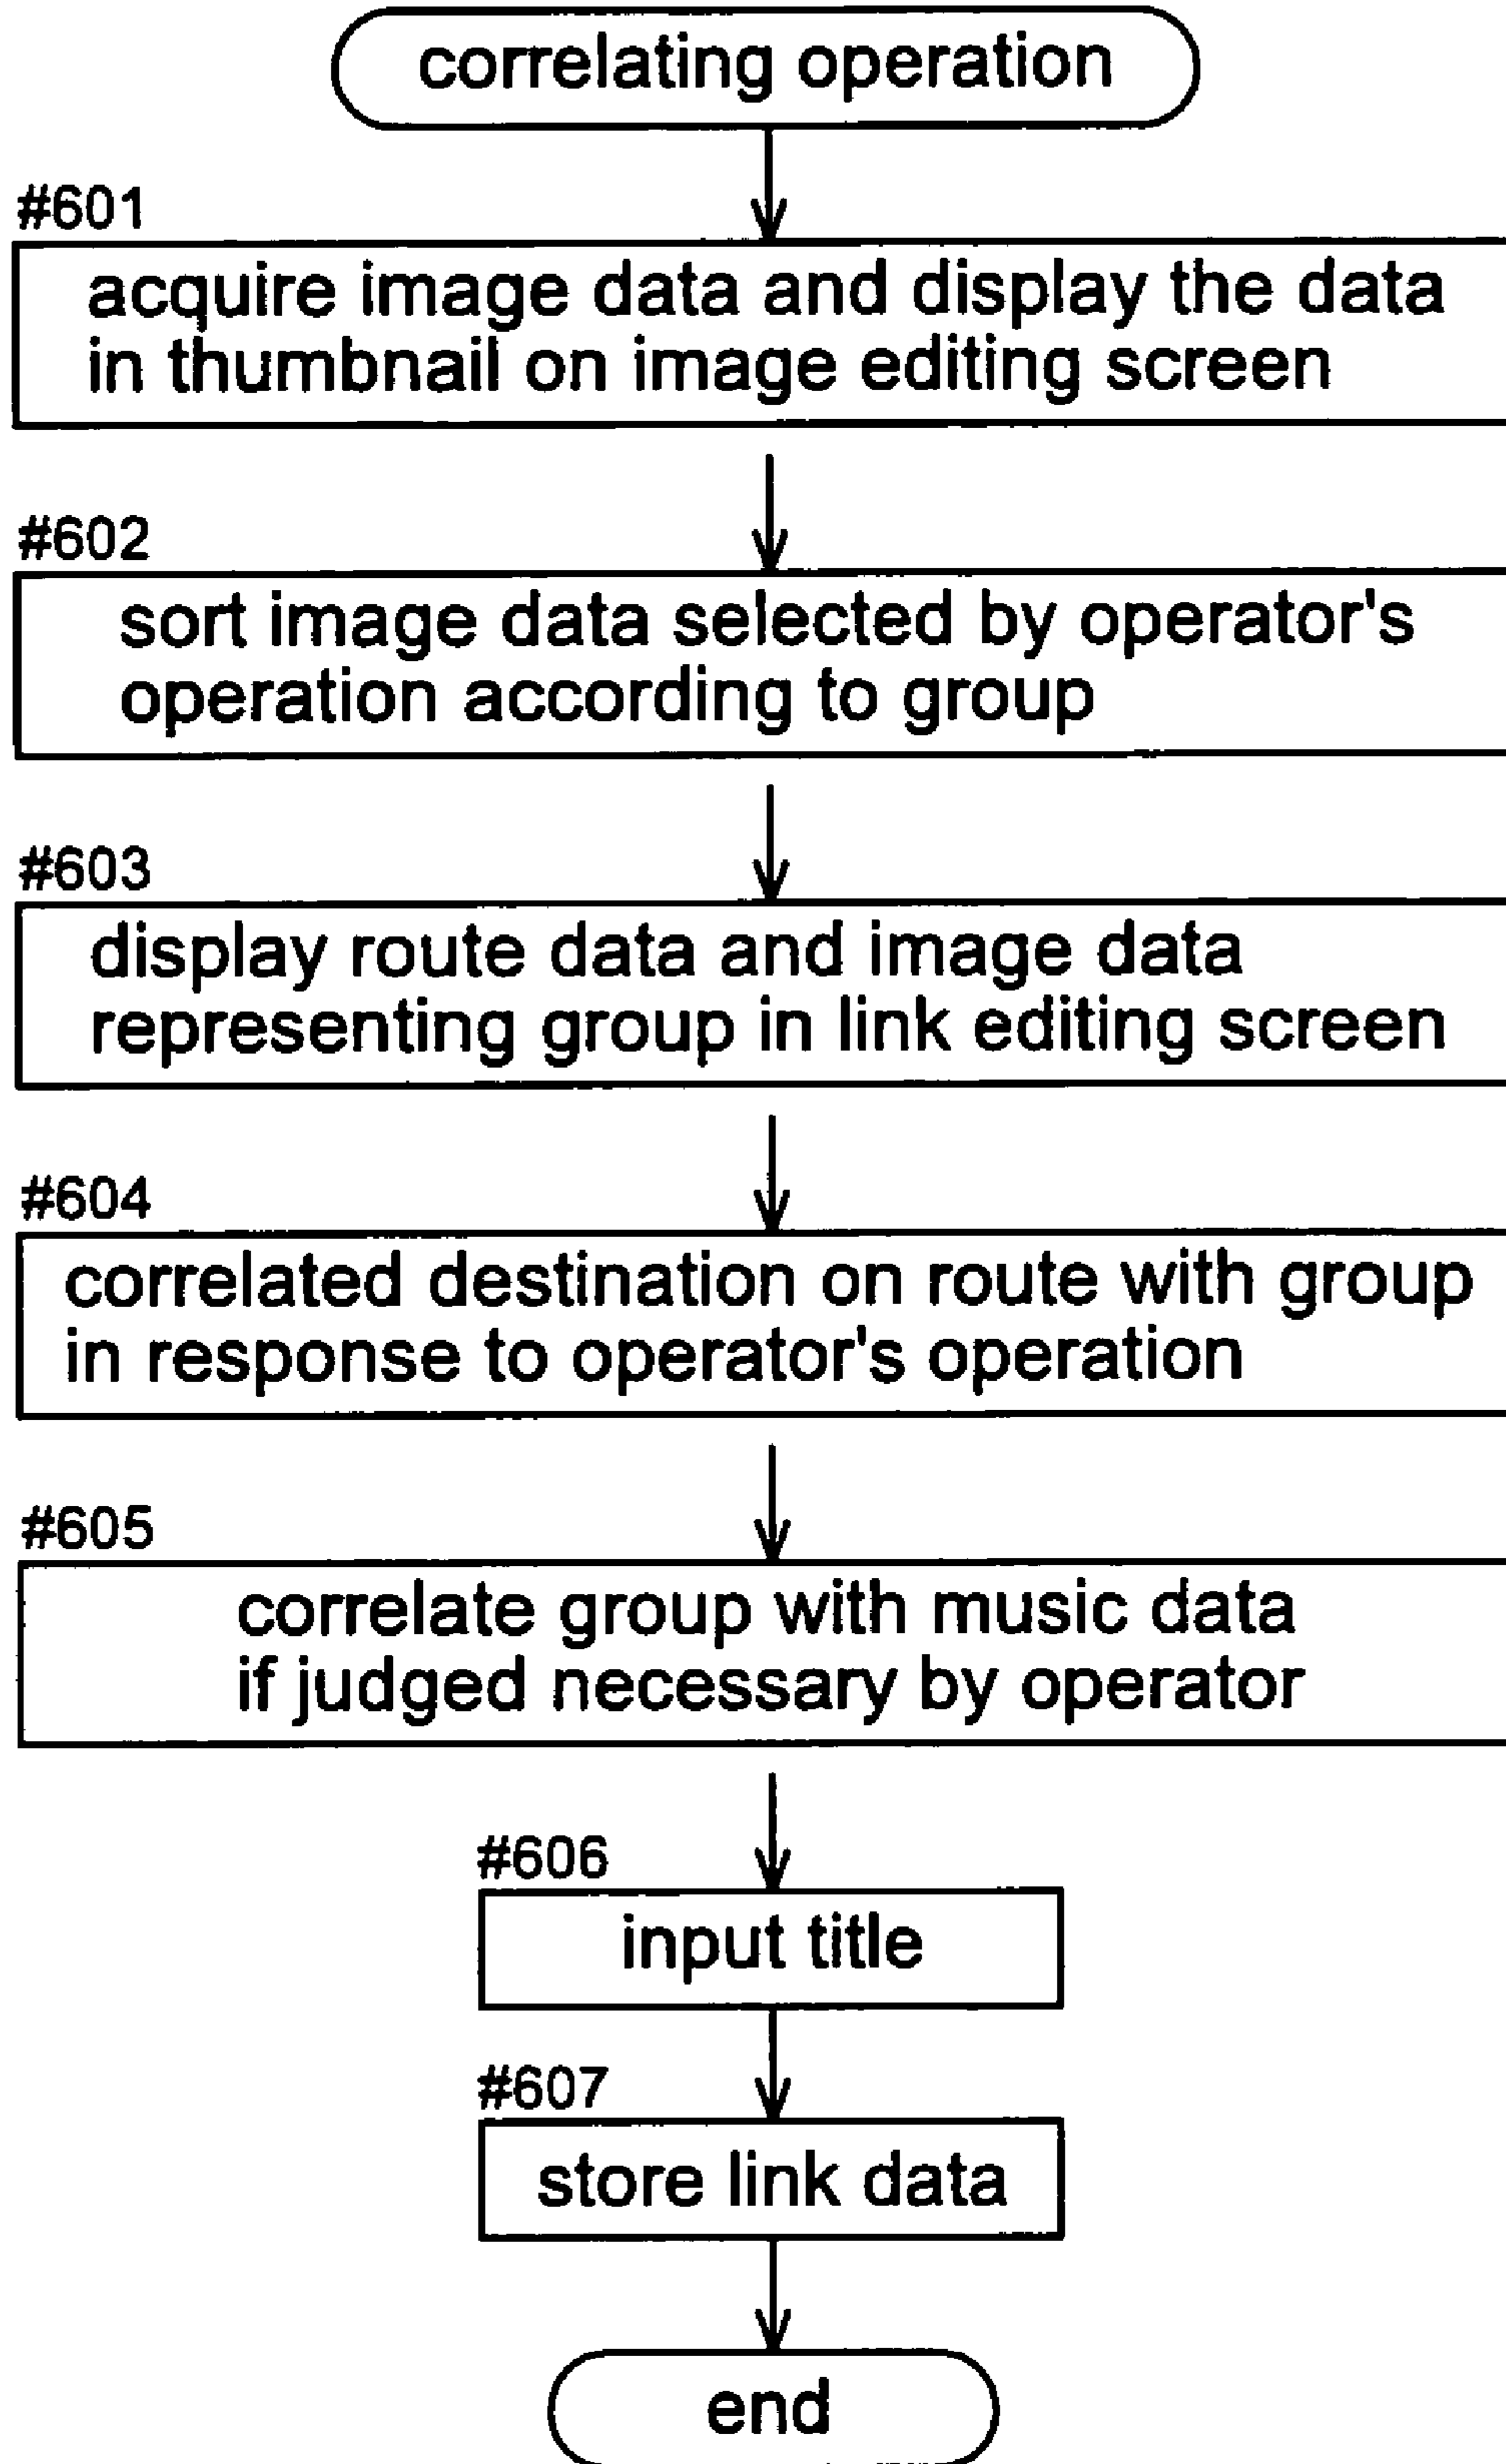 correlating operation
#601
acquire image data and display the data
in thumbnail on image editing screen
#602
sort image data selected by operator's
operation according to group
#603
display route data and image data
representing group in link editing screen
#604
correlated destination on route with group
in response to operator's operation
#605
correlate group with music data
if judged necessary by operator
#606
input title
#607
store link data
end